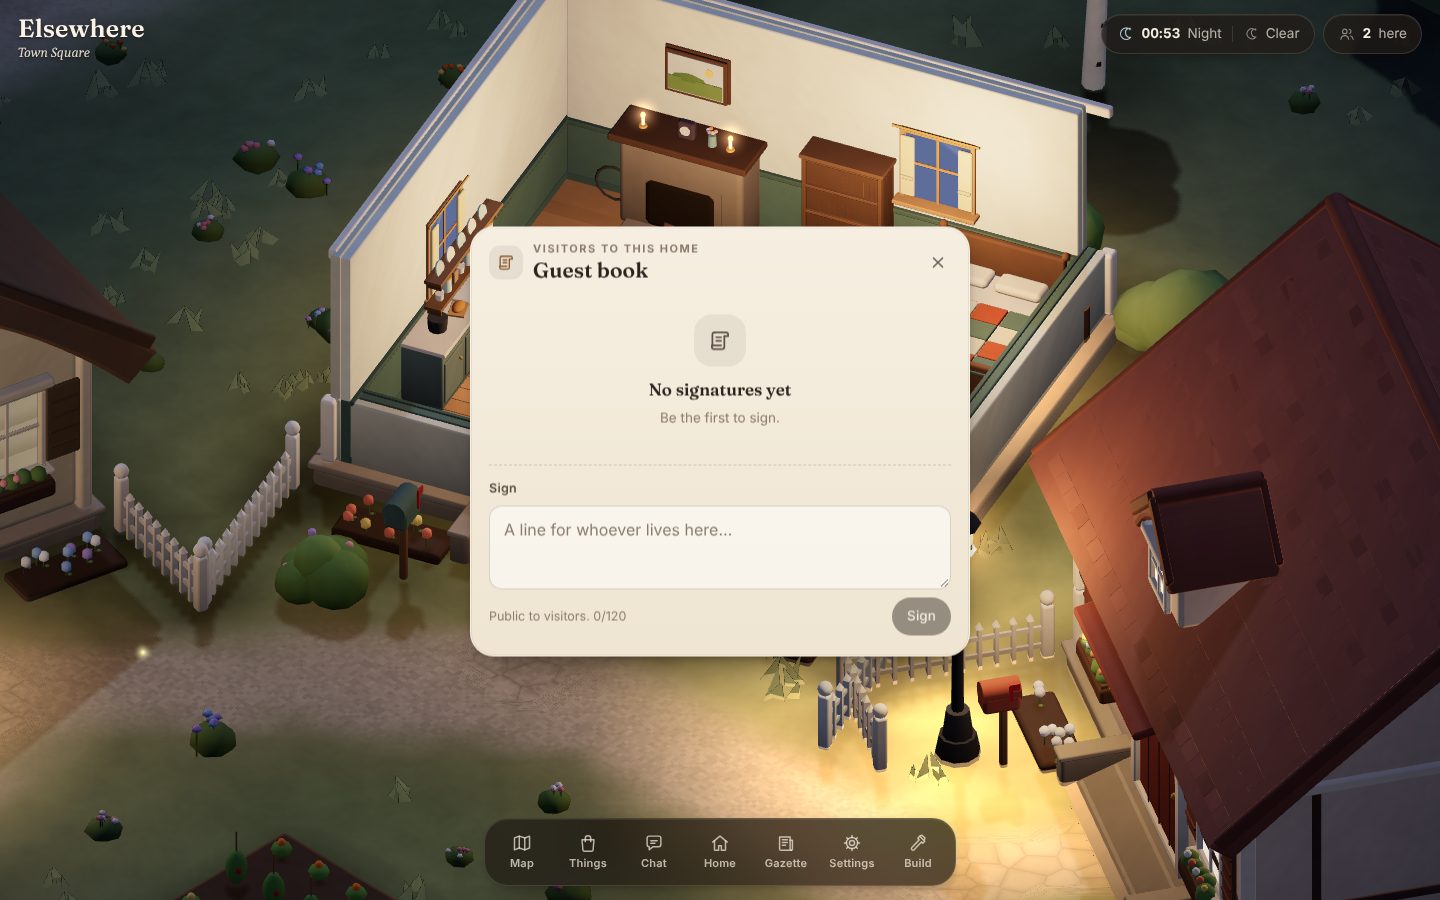 Elsewhere
Town Square
00:53 Night Clear
2 here
VISITORS TO THIS HOME
Guest book
No signatures yet
Be the first to sign.
Sign
A line for whoever lives here...
Public to visitors. 0/120
Sign
Map Things Chat Home Gazette Settings Build